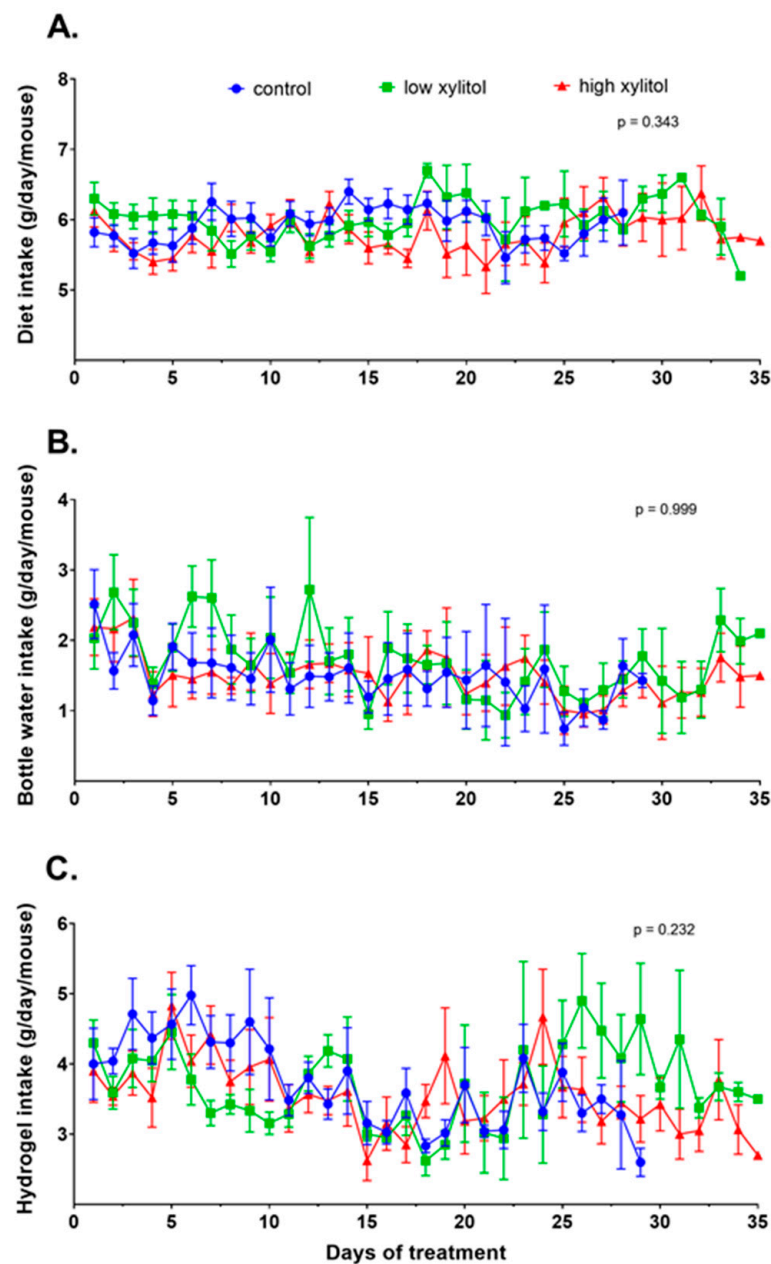 A.
control low xylitol high xylitol
p = 0.343
Diet intake (g/day/mouse)
8
7
6
5
0 5 10 15 20 25 30 35
B.
p = 0.999
Bottle water intake (g/day/mouse)
4
3
2
1
0 5 10 15 20 25 30 35
C.
p = 0.232
Hydrogel intake (g/day/mouse)
6
5
4
3
0 5 10 15 20 25 30 35
Days of treatment